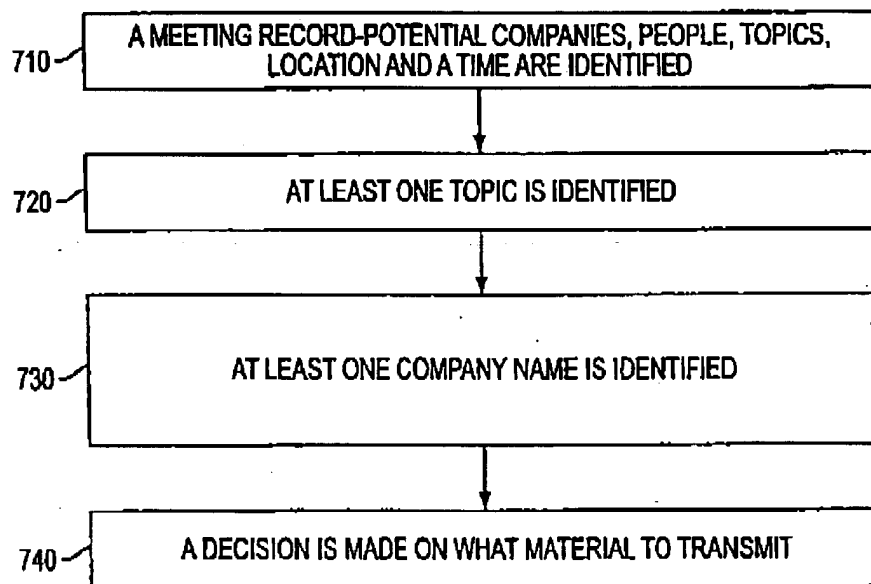 710
A MEETING RECORD-POTENTIAL COMPANIES, PEOPLE, TOPICS,
LOCATION AND A TIME ARE IDENTIFIED
720
AT LEAST ONE TOPIC IS IDENTIFIED
730
AT LEAST ONE COMPANY NAME IS IDENTIFIED
740
A DECISION IS MADE ON WHAT MATERIAL TO TRANSMIT